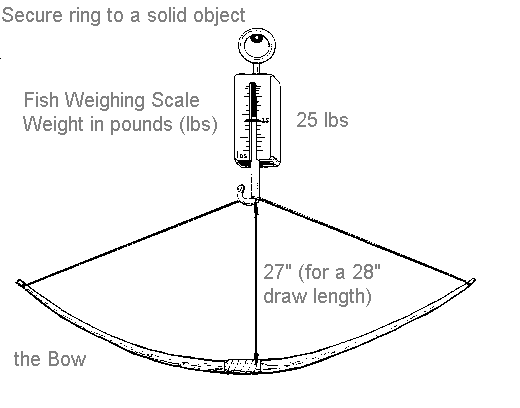 Secure ring to a solid object
Fish Weighing Scale
Weight in pounds (lbs)
25 lbs
15
lbs
27" (for a 28"
draw length)
the Bow